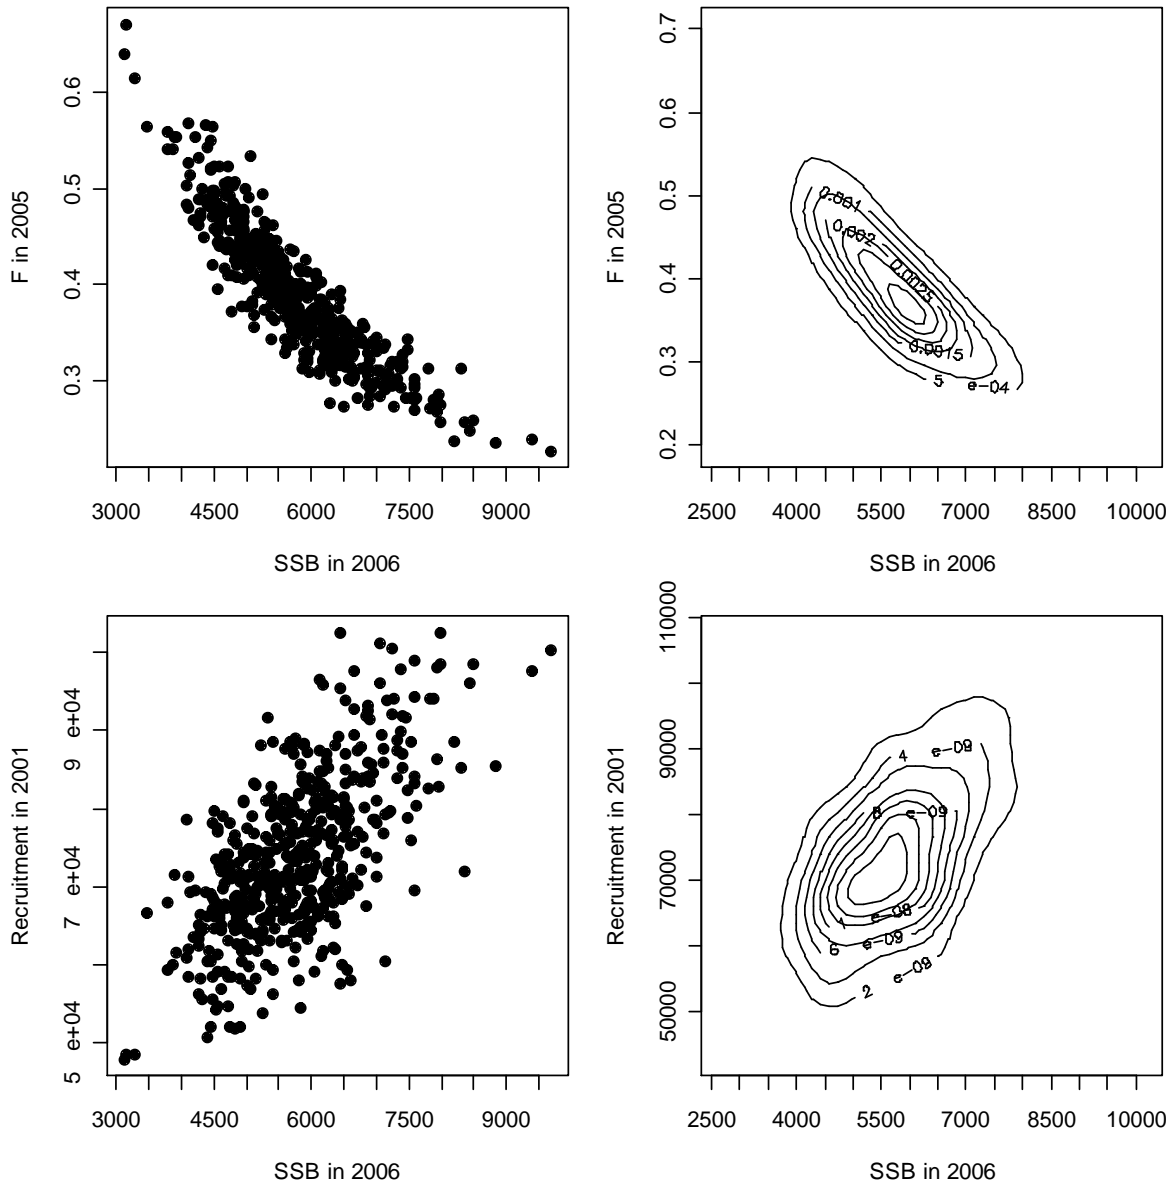 F in 2005
0.6
0.5
0.4
0.3
3000 4500 6000 7500 9000
SSB in 2006
F in 2005
0.7
0.6
0.5
0.4
0.3
0.2
0.001
0.002
0.0025
0.0015
5 e-04
2500 4000 5500 7000 8500 10000
SSB in 2006
Recruitment in 2001
9 e+04
7 e+04
5 e+04
3000 4500 6000 7500 9000
SSB in 2006
Recruitment in 2001
110000
90000
70000
50000
4 e-09
8 e-09
1 e-08
6 e-09
2 e-09
2500 4000 5500 7000 8500 10000
SSB in 2006